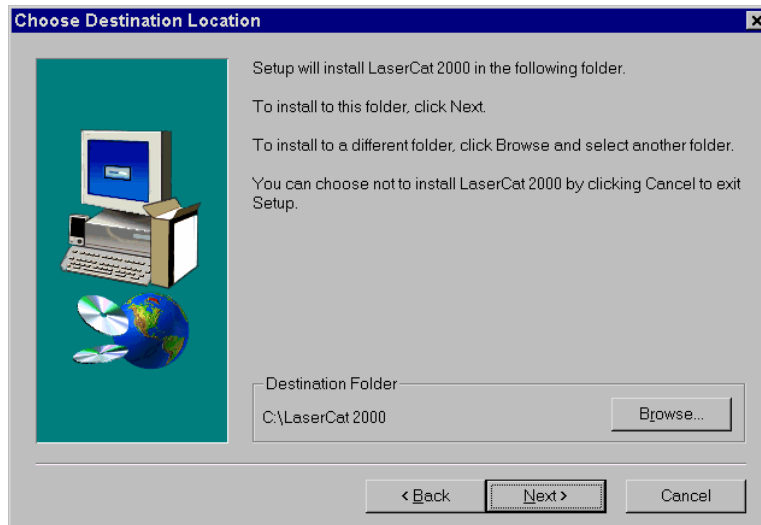 Choose Destination Location
Setup will install LaserCat 2000 in the following folder.
To install to this folder, click Next.
To install to a different folder, click Browse and select another folder.
You can choose not to install LaserCat 2000 by clicking Cancel to exit
Setup.
Destination Folder
C:\LaserCat 2000
Browse...
< Back
Next >
Cancel